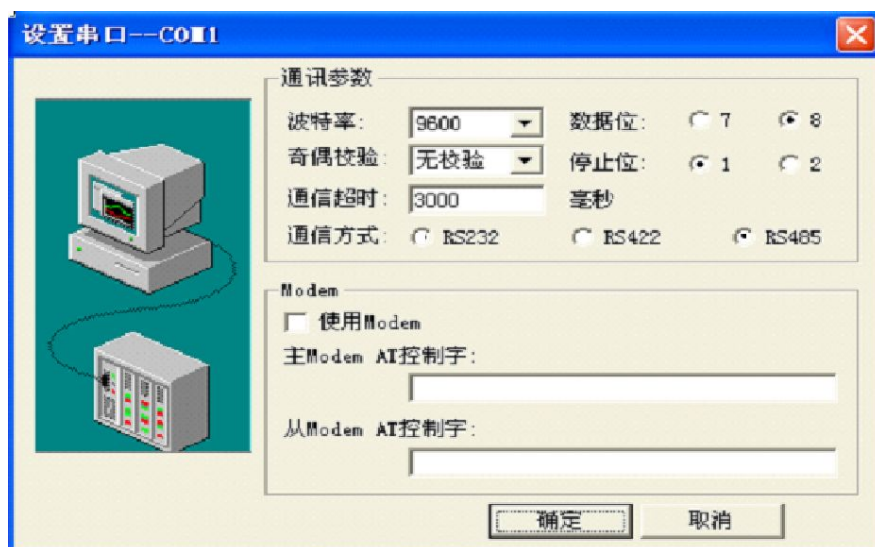 设置串口--COM1
通讯参数
波特率: 9600 数据位: 7 8
奇偶校验: 无校验 停止位: 1 2
通信超时: 3000 毫秒
通信方式: RS232 RS422 RS485
Modem
使用Modem
主Modem AT控制字:
从Modem AT控制字:
确定 取消